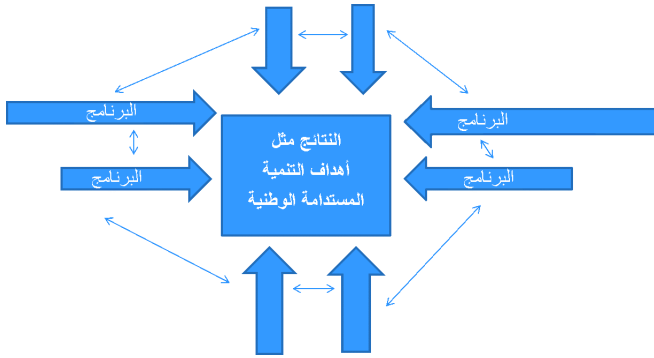 البرنامج
البرنامج
النتائج مثل
أهداف التنمية
المستدامة الوطنية
البرنامج
البرنامج